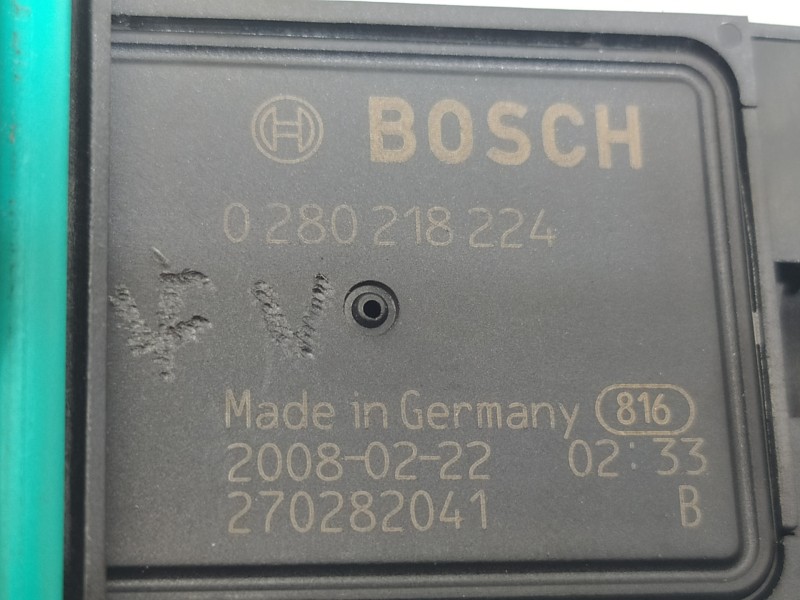 BOSCH
0 280 218 224
Made in Germany 816
2008-02-22 02:33
270282041 B